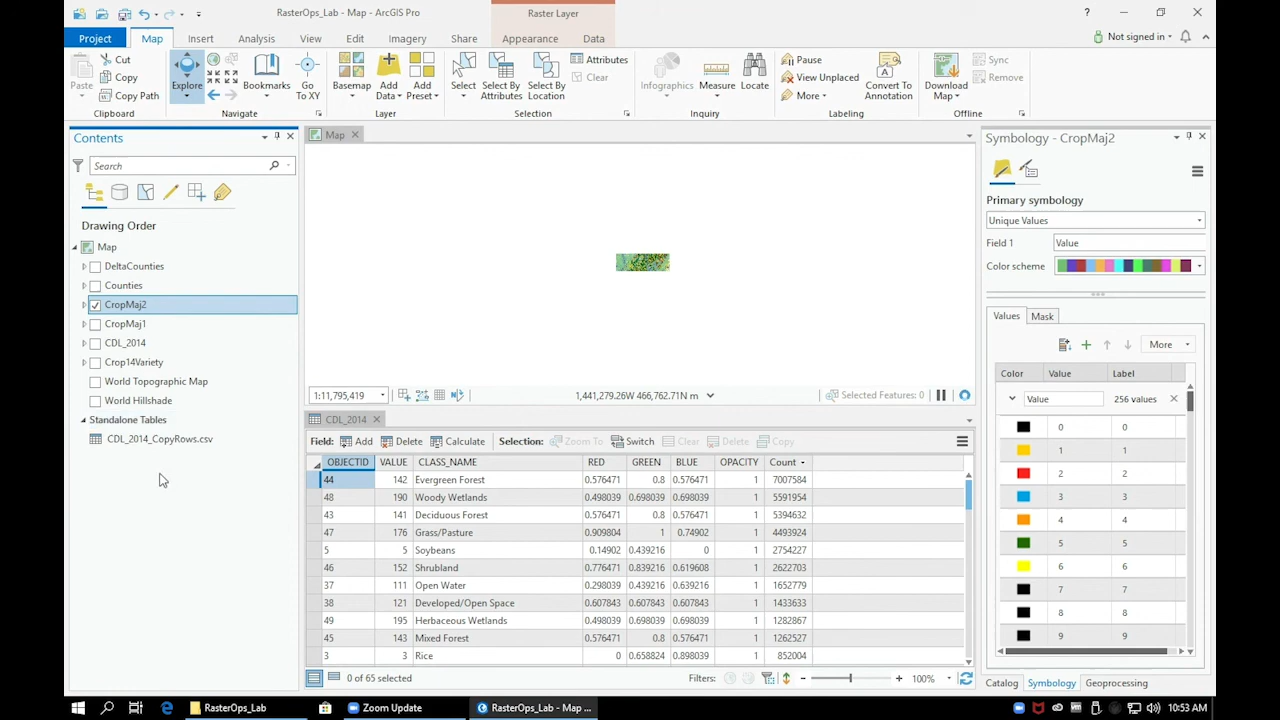 RasterOps_Lab - Map - ArcGIS Pro
Raster Layer
?
Project Map Insert Analysis View Edit Imagery Share Appearance Data
Not signed in
Paste
Cut
Copy
Copy Path
Clipboard
Explore
Bookmarks
Go To XY
Navigate
Basemap
Add Data
Add Preset
Layer
Select
Select By Attributes
Select By Location
Attributes
Clear
Selection
Infographics
Measure
Locate
Inquiry
Pause
View Unplaced
More
Convert To Annotation
Labeling
Download Map
Sync
Remove
Offline
Contents
Search
Drawing Order
Map
DeltaCounties
Counties
CropMaj2
CropMaj1
CDL_2014
Crop14Variety
World Topographic Map
World Hillshade
Standalone Tables
CDL_2014_CopyRows.csv
Map
1:11,795,419
1,441,279.26W 466,762.71N m
Selected Features: 0
CDL_2014
Field: Add Delete Calculate Selection: Zoom To Switch Clear Delete Copy
OBJECTID VALUE CLASS_NAME RED GREEN BLUE OPACITY Count
44 142 Evergreen Forest 0.576471 0.8 0.576471 1 7007584
48 190 Woody Wetlands 0.498039 0.698039 0.698039 1 5591954
43 141 Deciduous Forest 0.576471 0.8 0.576471 1 5394632
47 176 Grass/Pasture 0.909804 1 0.74902 1 4493924
5 5 Soybeans 0.14902 0.439216 0 1 2754227
46 152 Shrubland 0.776471 0.839216 0.619608 1 2622703
37 111 Open Water 0.298039 0.439216 0.639216 1 1652779
38 121 Developed/Open Space 0.607843 0.607843 0.607843 1 1433633
49 195 Herbaceous Wetlands 0.498039 0.698039 0.698039 1 1282867
45 143 Mixed Forest 0.576471 0.8 0.576471 1 1262527
3 3 Rice 0 0.658824 0.898039 1 852004
0 of 65 selected
Filters:
100%
Symbology - CropMaj2
Primary symbology
Unique Values
Field 1 Value
Color scheme
Values Mask
More
Color Value Label
Value 256 values
0 0
1 1
2 2
3 3
4 4
5 5
6 6
7 7
8 8
9 9
Catalog Symbology Geoprocessing
RasterOps_Lab
Zoom Update
RasterOps_Lab - Map ...
10:53 AM